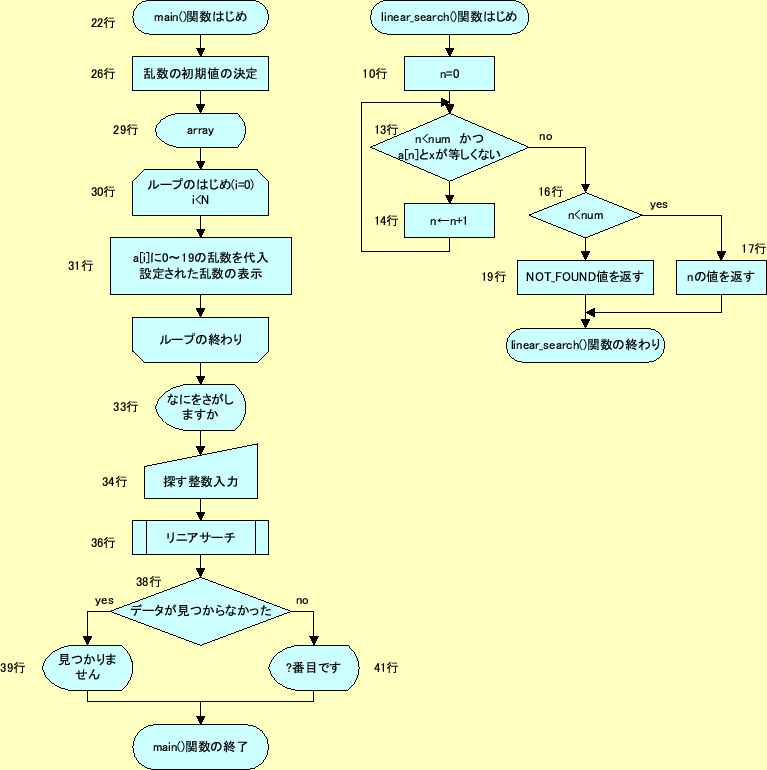 22行
main()関数はじめ
26行
乱数の初期値の決定
29行
array
30行
ループのはじめ(i=0)
i<N
31行
a[i]に0～19の乱数を代入
設定された乱数の表示
ループの終わり
33行
なにをさがし
ますか
34行
探す整数入力
36行
リニアサーチ
38行
データが見つからなかった
yes
no
39行
見つかりま
せん
?番目です
41行
main()関数の終了
linear_search()関数はじめ
10行
n=0
13行
n<num かつ
a[n]とxが等しくない
no
14行
n←n+1
16行
n<num
yes
17行
nの値を返す
19行
NOT_FOUND値を返す
linear_search()関数の終わり